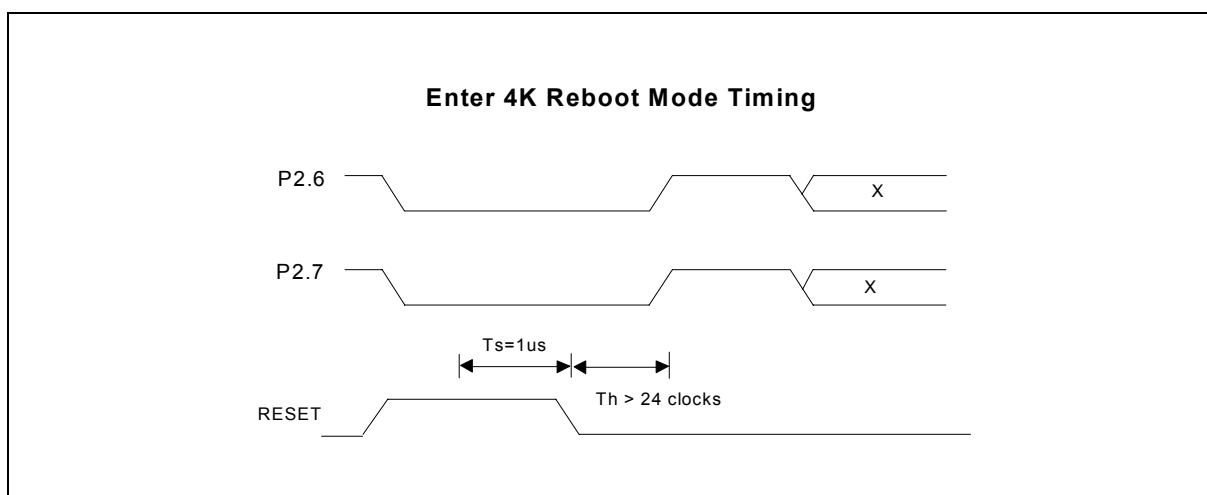 Enter 4K Reboot Mode Timing
P2.6
X
P2.7
X
Ts=1us
Th > 24 clocks
RESET